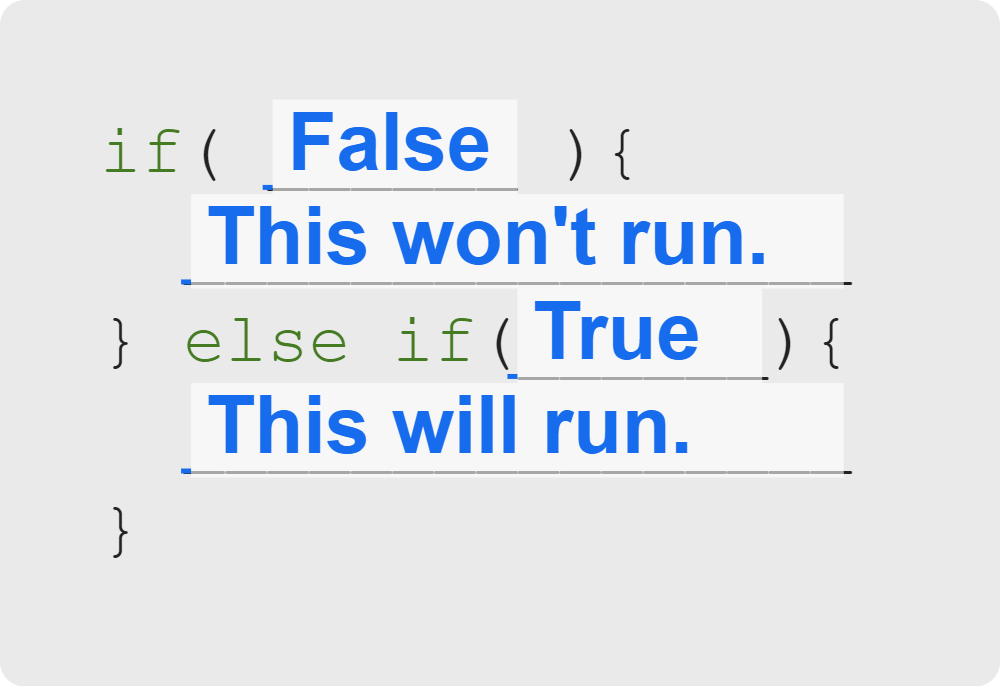 if( False ){
This won't run.
} else if(True ){
This will run.
}